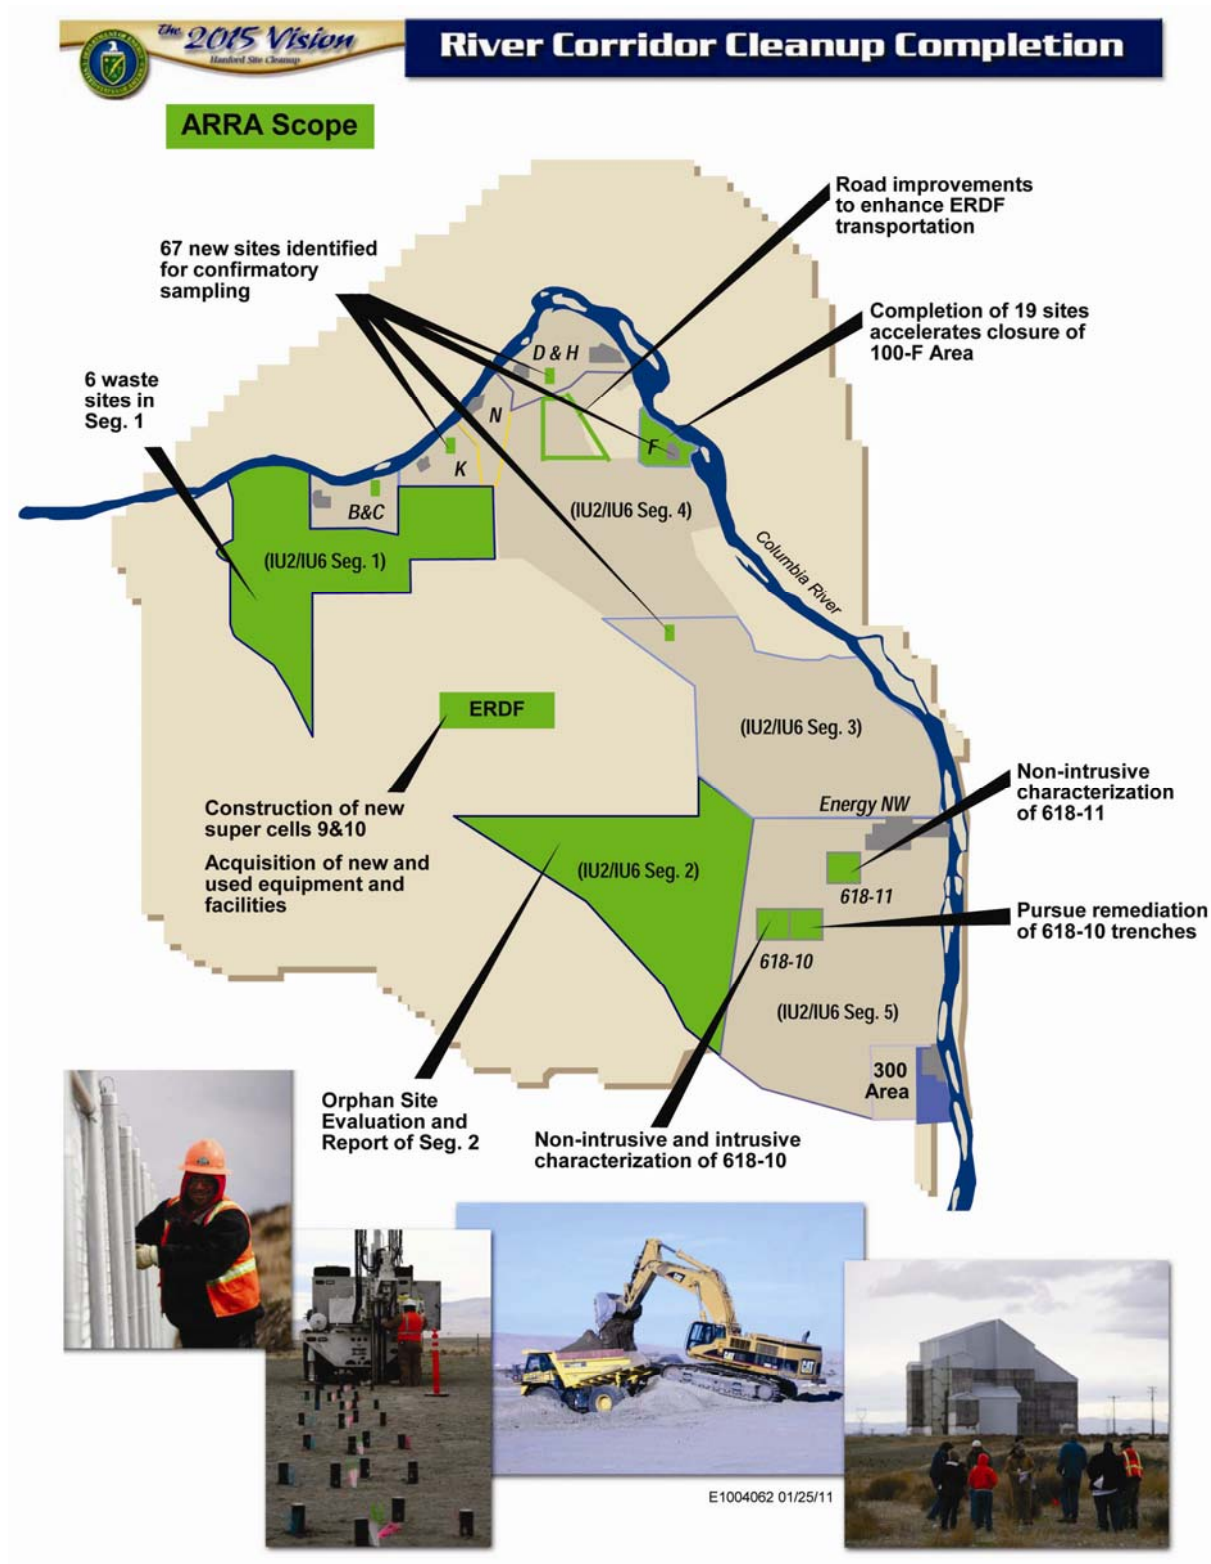 the 2015 Vision
Hanford Site Cleanup
River Corridor Cleanup Completion
ARRA Scope
Road improvements
to enhance ERDF
transportation
67 new sites identified
for confirmatory
sampling
Completion of 19 sites
accelerates closure of
100-F Area
6 waste
sites in
Seg. 1
D & H
N
F
K
B&C
(IU2/IU6 Seg. 4)
(IU2/IU6 Seg. 1)
Columbia River
ERDF
(IU2/IU6 Seg. 3)
Non-intrusive
characterization
of 618-11
Energy NW
Construction of new
super cells 9&10
Acquisition of new and
used equipment and
facilities
(IU2/IU6 Seg. 2)
618-11
Pursue remediation
of 618-10 trenches
618-10
(IU2/IU6 Seg. 5)
300
Area
Orphan Site
Evaluation and
Report of Seg. 2
Non-intrusive and intrusive
characterization of 618-10
CAT
CAT
CAT
E1004062 01/25/11